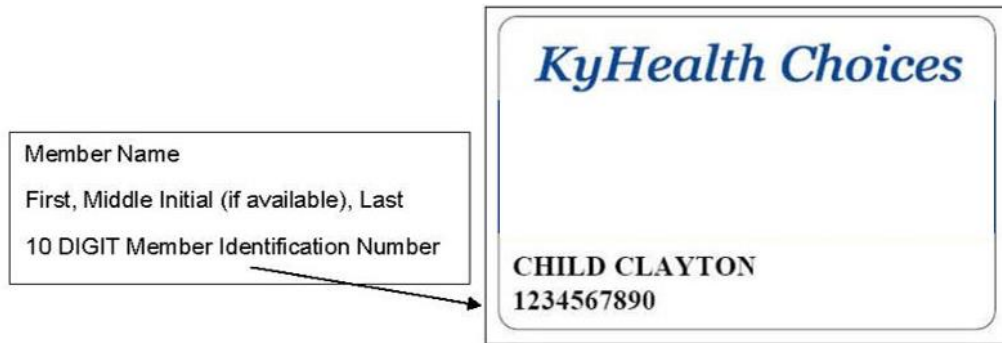 KyHealth Choices
Member Name
First, Middle Initial (if available), Last
10 DIGIT Member Identification Number
CHILD CLAYTON
1234567890